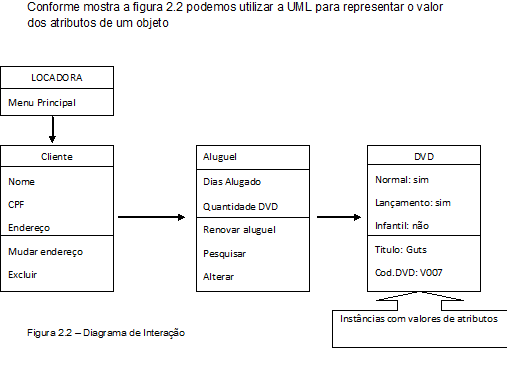 Conforme mostra a figura 2.2 podemos utilizar a UML para representar o valor
dos atributos de um objeto
LOCADORA
Menu Principal
Cliente
Nome
CPF
Endereço
Mudar endereço
Excluir
Aluguel
Dias Alugado
Quantidade DVD
Renovar aluguel
Pesquisar
Alterar
DVD
Normal: sim
Lançamento: sim
Infantil: não
Titulo: Guts
Cod.DVD: V007
Instâncias com valores de atributos
Figura 2.2 – Diagrama de Interação